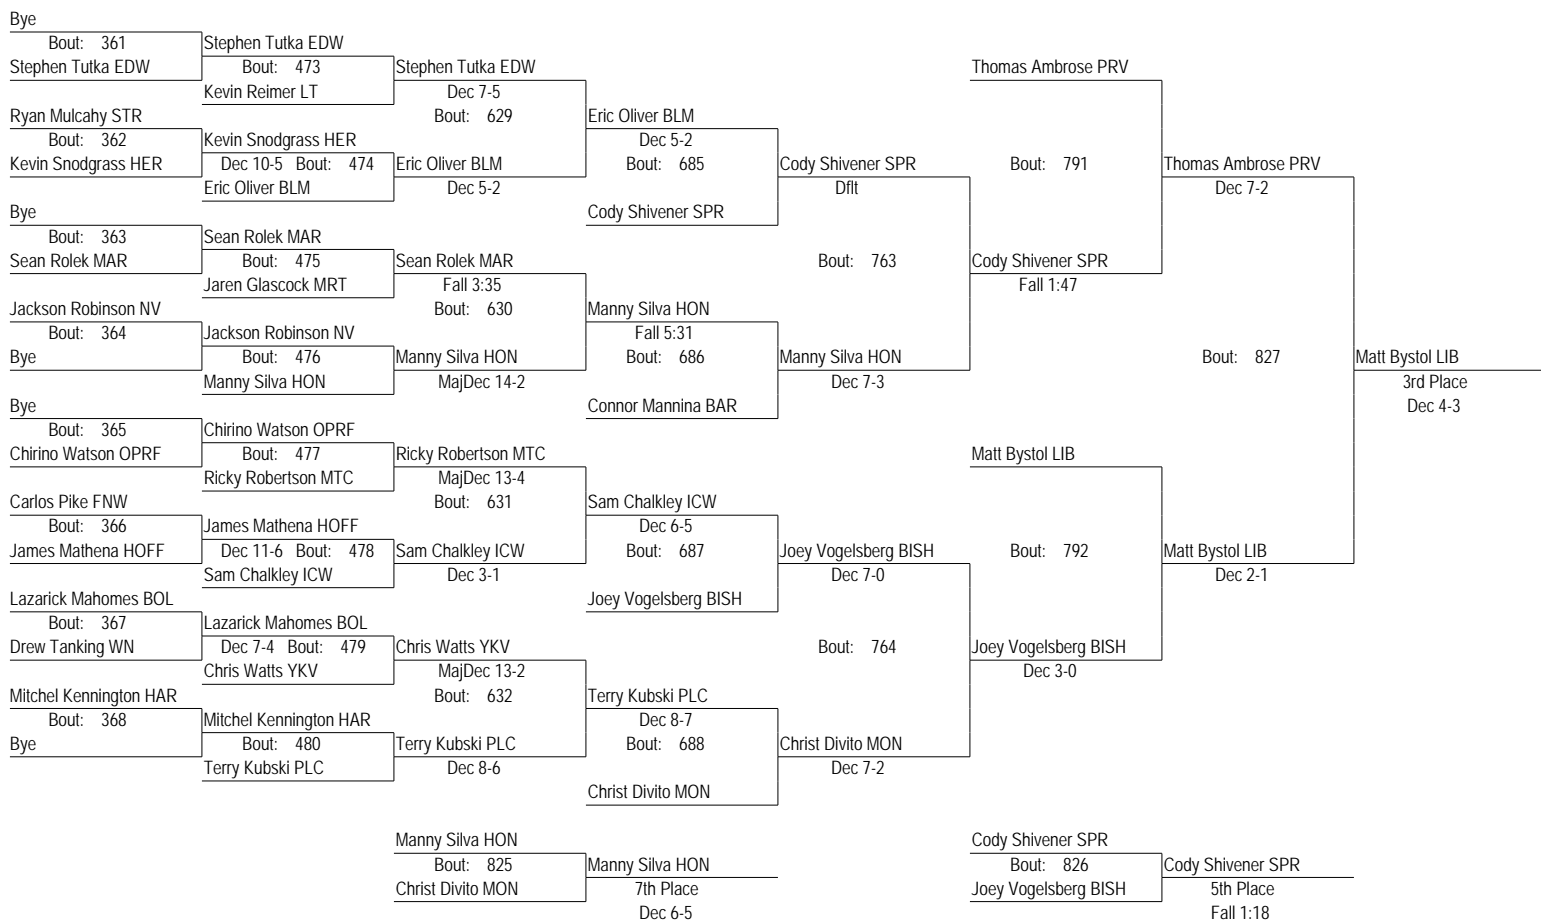 Bye
Bout: 361 Stephen Tutka EDW
Stephen Tutka EDW Bout: 473 Stephen Tutka EDW Thomas Ambrose PRV
Kevin Reimer LT Dec 7-5
Ryan Mulcahy STR Bout: 629 Eric Oliver BLM
Bout: 362 Kevin Snodgrass HER Dec 5-2
Kevin Snodgrass HER Dec 10-5 Bout: 474 Eric Oliver BLM Bout: 685 Cody Shivener SPR Bout: 791 Thomas Ambrose PRV
Eric Oliver BLM Dec 5-2 Dflt Dec 7-2
Bye Cody Shivener SPR
Bout: 363 Sean Rolek MAR
Sean Rolek MAR Bout: 475 Sean Rolek MAR Bout: 763 Cody Shivener SPR
Jaren Glascock MRT Fall 3:35 Fall 1:47
Jackson Robinson NV Bout: 630 Manny Silva HON
Bout: 364 Jackson Robinson NV Fall 5:31
Bye Bout: 476 Manny Silva HON Bout: 686 Manny Silva HON Bout: 827 Matt Bystol LIB
Manny Silva HON MajDec 14-2 Dec 7-3 3rd Place
Bye Connor Mannina BAR Dec 4-3
Bout: 365 Chirino Watson OPRF
Chirino Watson OPRF Bout: 477 Ricky Robertson MTC Matt Bystol LIB
Ricky Robertson MTC MajDec 13-4
Carlos Pike FNW Bout: 631 Sam Chalkley ICW
Bout: 366 James Mathena HOFF Dec 6-5
James Mathena HOFF Dec 11-6 Bout: 478 Sam Chalkley ICW Bout: 687 Joey Vogelsberg BISH Bout: 792 Matt Bystol LIB
Sam Chalkley ICW Dec 3-1 Dec 7-0 Dec 2-1
Lazarick Mahomes BOL Joey Vogelsberg BISH
Bout: 367 Lazarick Mahomes BOL
Drew Tanking WN Dec 7-4 Bout: 479 Chris Watts YKV Bout: 764 Joey Vogelsberg BISH
Chris Watts YKV MajDec 13-2 Dec 3-0
Mitchel Kennington HAR Bout: 632 Terry Kubski PLC
Bout: 368 Mitchel Kennington HAR Dec 8-7
Bye Bout: 480 Terry Kubski PLC Bout: 688 Christ Divito MON
Terry Kubski PLC Dec 8-6 Dec 7-2
Christ Divito MON
Manny Silva HON Cody Shivener SPR
Bout: 825 Manny Silva HON Bout: 826 Cody Shivener SPR
Christ Divito MON 7th Place Joey Vogelsberg BISH 5th Place
Dec 6-5 Fall 1:18